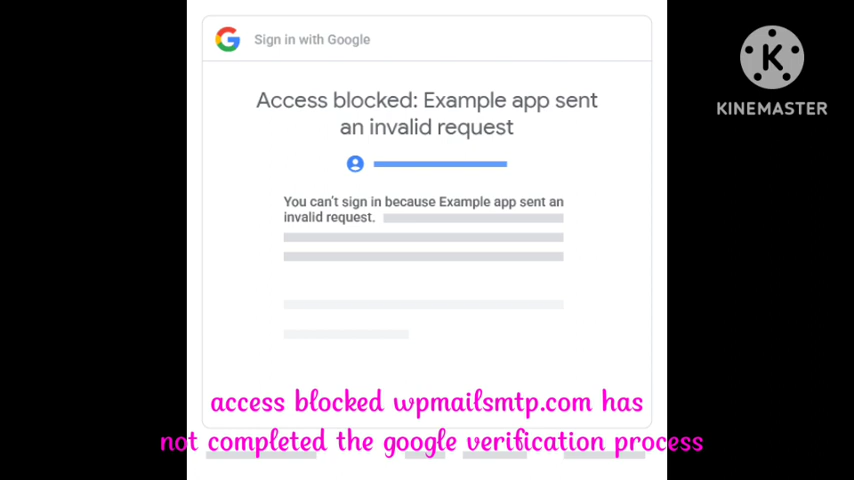 Sign in with Google
KINEMASTER
Access blocked: Example app sent
an invalid request
You can't sign in because Example app sent an
invalid request.
access blocked wpmailsmtp.com has
not completed the google verification process